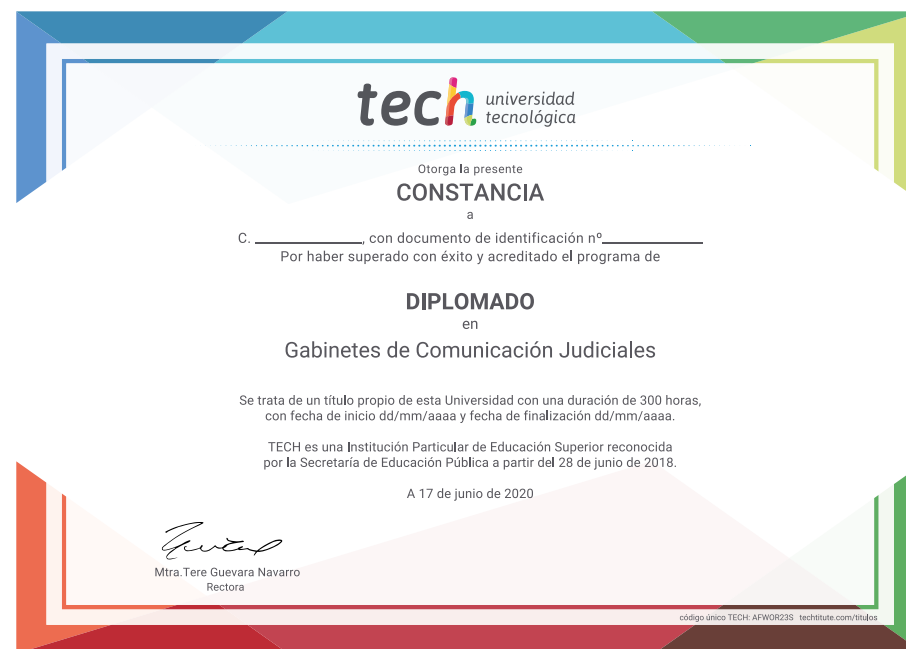 tech universidad
tecnológica
Otorga la presente
CONSTANCIA
a
C. ______________, con documento de identificación nº_____________
Por haber superado con éxito y acreditado el programa de
DIPLOMADO
en
Gabinetes de Comunicación Judiciales
Se trata de un título propio de esta Universidad con una duración de 300 horas,
con fecha de inicio dd/mm/aaaa y fecha de finalización dd/mm/aaaa.
TECH es una Institución Particular de Educación Superior reconocida
por la Secretaría de Educación Pública a partir del 28 de junio de 2018.
A 17 de junio de 2020
Mtra.Tere Guevara Navarro
Rectora
código único TECH: AFWOR23S techtitute.com/titulos